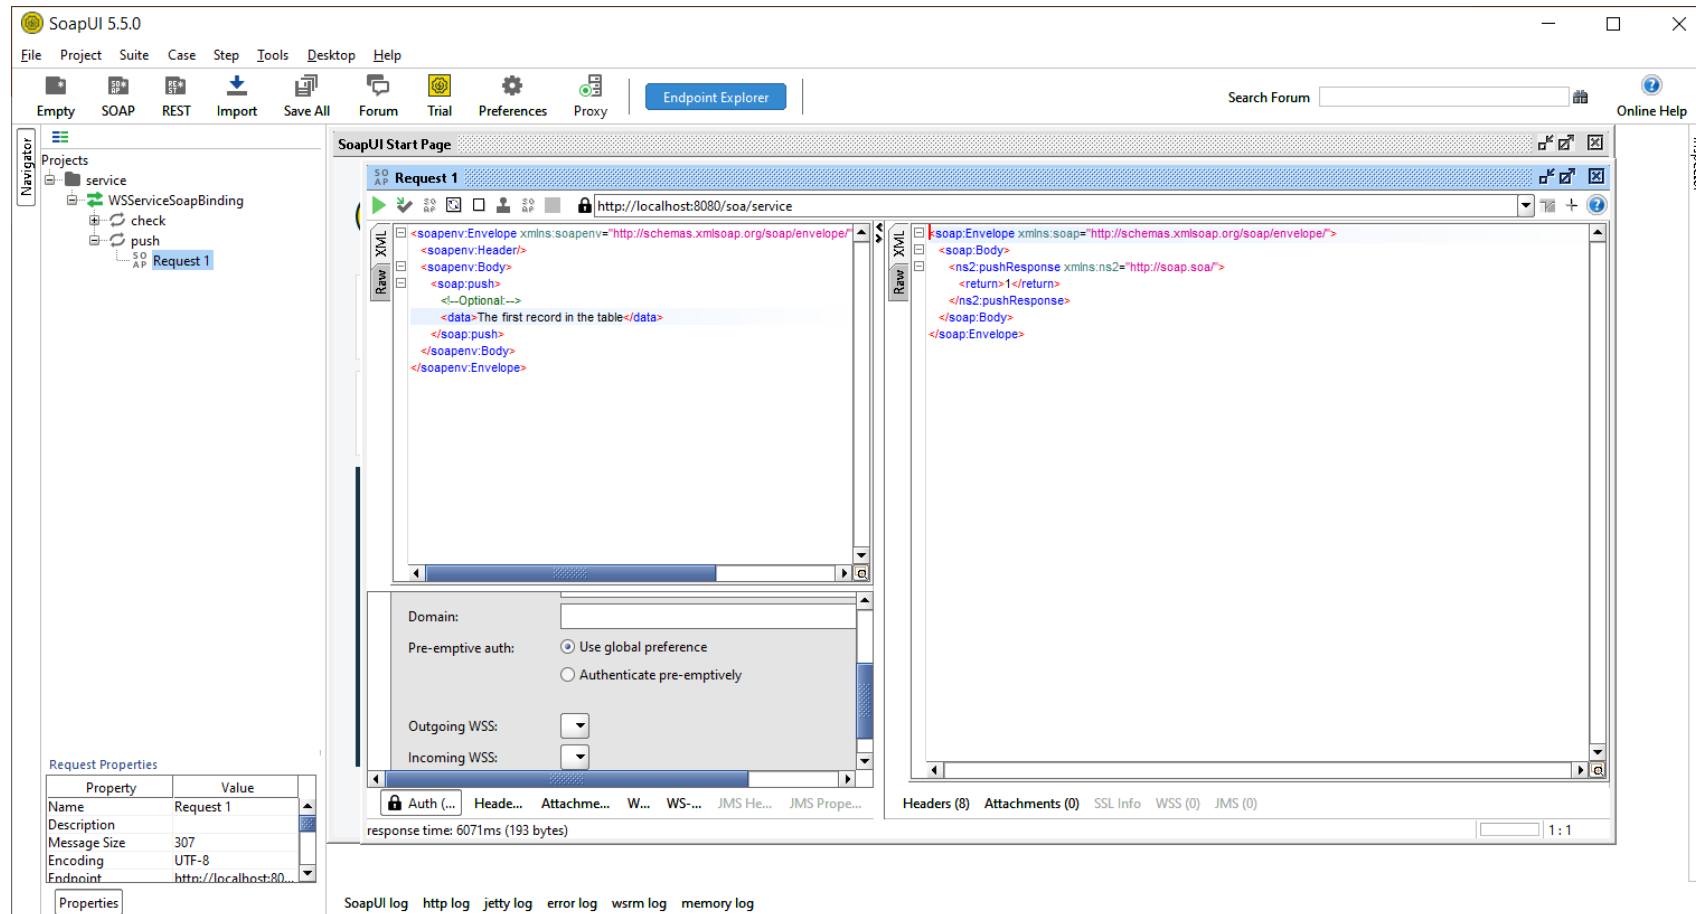 SoapUI 5.5.0
File Project Suite Case Step Tools Desktop Help
Empty SOAP REST Import Save All Forum Trial Preferences Proxy
Endpoint Explorer
Search Forum
Online Help
Navigator
Projects
service
WSServiceSoapBinding
check
push
Request 1
SoapUI Start Page
Request 1
http://localhost:8080/soa/service
XML
Raw
<soapenv:Envelope xmlns:soapenv="http://schemas.xmlsoap.org/soap/envelope/"
<soapenv:Header/>
<soapenv:Body>
<soap:push>
<!--Optional:-->
<data>The first record in the table</data>
</soap:push>
</soapenv:Body>
</soapenv:Envelope>
XML
Raw
<soap:Envelope xmlns:soap="http://schemas.xmlsoap.org/soap/envelope/">
<soap:Body>
<ns2:pushResponse xmlns:ns2="http://soap.soa/">
<return>1</return>
</ns2:pushResponse>
</soap:Body>
</soap:Envelope>
Domain:
Pre-emptive auth:
Use global preference
Authenticate pre-emptively
Outgoing WSS:
Incoming WSS:
Auth (... Heade... Attachme... W... WS-... JMS He... JMS Prope...
Headers (8) Attachments (0) SSL Info WSS (0) JMS (0)
response time: 6071ms (193 bytes)
1 : 1
Request Properties
Property Value
Name Request 1
Description
Message Size 307
Encoding UTF-8
Endpoint http://localhost:80...
Properties
SoapUI log http log jetty log error log wsrm log memory log